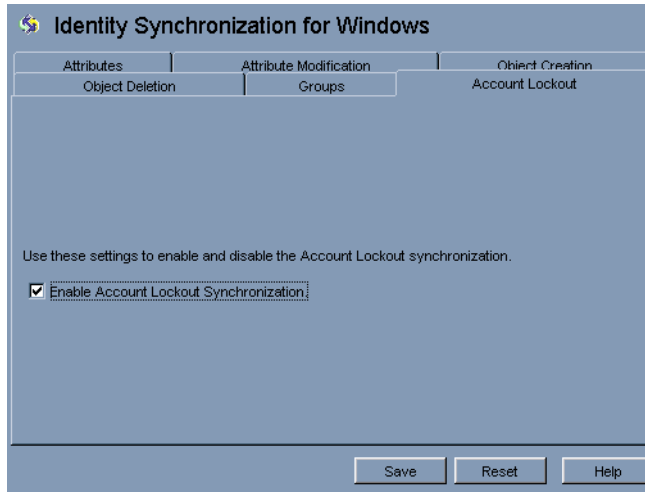 Identity Synchronization for Windows
Attributes Attribute Modification Object Creation
Object Deletion Groups Account Lockout
Use these settings to enable and disable the Account Lockout synchronization.
Enable Account Lockout Synchronization.
Save Reset Help